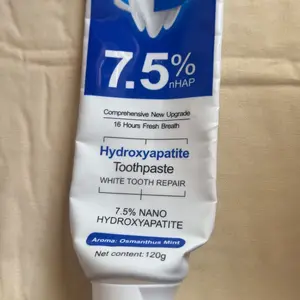 7.5%
nHAP
Comprehensive New Upgrade
16 Hours Fresh Breath
Hydroxyapatite
Toothpaste
WHITE TOOTH REPAIR
7.5% NANO
HYDROXYAPATITE
Aroma: Osmanthus Mint
Net content: 120g